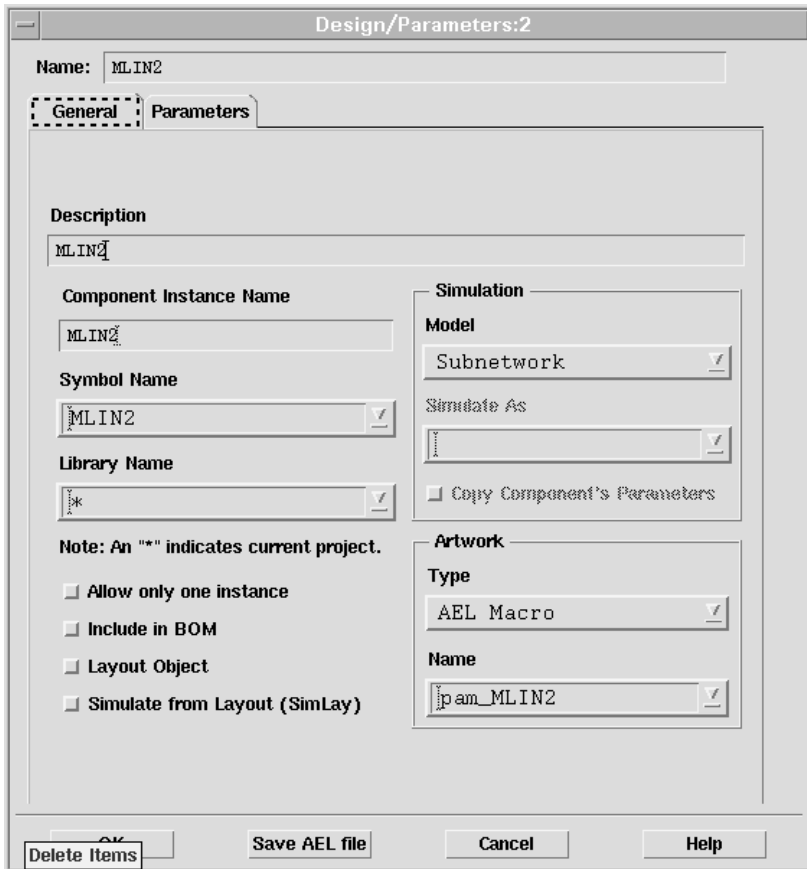 Design/Parameters:2
Name: MLIN2
General Parameters
Description
MLIN2
Component Instance Name
MLIN2
Symbol Name
MLIN2
Library Name
*
Note: An "*" indicates current project.
Allow only one instance
Include in BOM
Layout Object
Simulate from Layout (SimLay)
Simulation
Model
Subnetwork
Simulate As
Copy Component's Parameters
Artwork
Type
AEL Macro
Name
pam_MLIN2
OK Save AEL file Cancel Help
Delete Items